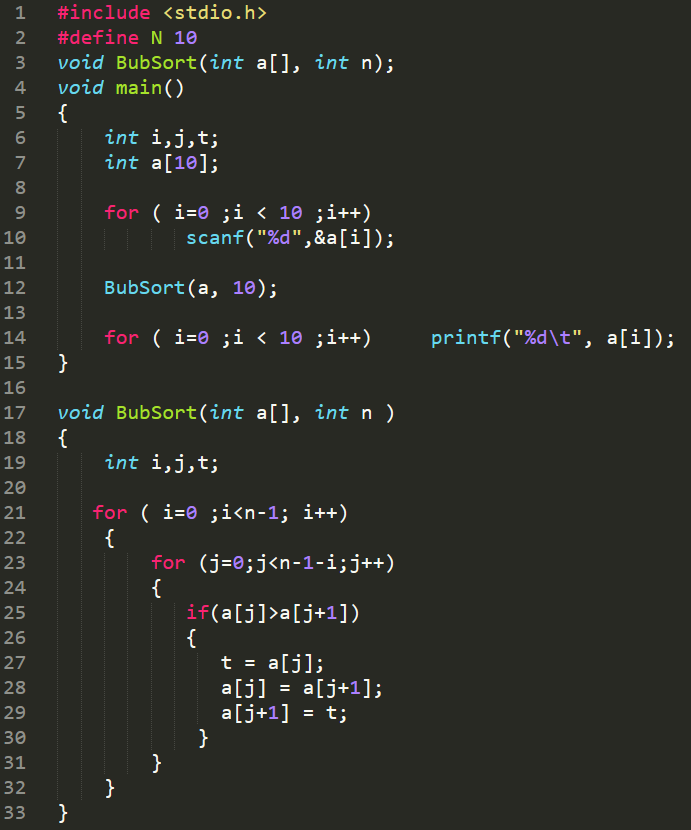 1 #include <stdio.h>
2 #define N 10
3 void BubSort(int a[], int n);
4 void main()
5 {
6     int i,j,t;
7     int a[10];
8
9     for ( i=0 ;i < 10 ;i++)
10            scanf("%d",&a[i]);
11
12     BubSort(a, 10);
13
14     for ( i=0 ;i < 10 ;i++)     printf("%d\t", a[i]);
15 }
16
17 void BubSort(int a[], int n )
18 {
19     int i,j,t;
20
21    for ( i=0 ;i<n-1; i++)
22     {
23         for (j=0;j<n-1-i;j++)
24         {
25            if(a[j]>a[j+1])
26            {
27               t = a[j];
28               a[j] = a[j+1];
29               a[j+1] = t;
30             }
31         }
32     }
33 }